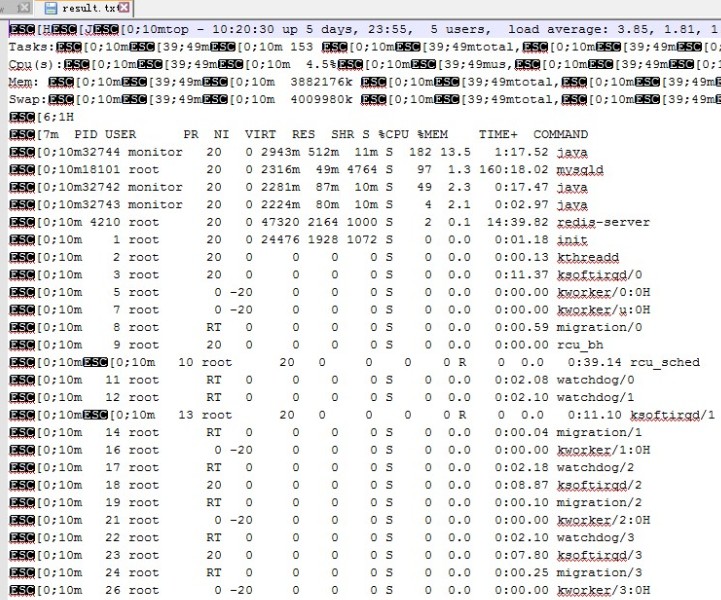 result.txt
ESC[HESC[JESC[0;10mtop - 10:20:30 up 5 days, 23:55,  5 users,  load average: 3.85, 1.81, 1
Tasks:ESC[0;10mESC[39;49mESC[0;10m 153 ESC[0;10mESC[39;49mtotal,ESC[0;10mESC[39;49mESC[0;
Cpu(s):ESC[0;10mESC[39;49mESC[0;10m  4.5%ESC[0;10mESC[39;49mus,ESC[0;10mESC[39;49mESC[0;1
Mem: ESC[0;10mESC[39;49mESC[0;10m  3882176k ESC[0;10mESC[39;49mtotal,ESC[0;10mESC[39;49mE
Swap:ESC[0;10mESC[39;49mESC[0;10m  4009980k ESC[0;10mESC[39;49mtotal,ESC[0;10mESC[39;49mE
ESC[6;1H
ESC[7m  PID USER      PR  NI  VIRT  RES  SHR S %CPU %MEM    TIME+  COMMAND
ESC[0;10m32744 monitor   20   0 2943m 512m  11m S  182 13.5   1:17.52 java
ESC[0;10m18101 root      20   0 2316m  49m 4764 S   97  1.3 160:18.02 mysqld
ESC[0;10m32742 monitor   20   0 2281m  87m  10m S   49  2.3   0:17.47 java
ESC[0;10m32743 monitor   20   0 2224m  80m  10m S    4  2.1   0:02.97 java
ESC[0;10m 4210 root      20   0 47320 2164 1000 S    2  0.1  14:39.82 redis-server
ESC[0;10m    1 root      20   0 24476 1928 1072 S    0  0.0   0:01.18 init
ESC[0;10m    2 root      20   0     0    0    0 S    0  0.0   0:00.13 kthreadd
ESC[0;10m    3 root      20   0     0    0    0 S    0  0.0   0:11.37 ksoftirqd/0
ESC[0;10m    5 root       0 -20     0    0    0 S    0  0.0   0:00.00 kworker/0:0H
ESC[0;10m    7 root       0 -20     0    0    0 S    0  0.0   0:00.00 kworker/u:0H
ESC[0;10m    8 root      RT   0     0    0    0 S    0  0.0   0:00.59 migration/0
ESC[0;10m    9 root      20   0     0    0    0 S    0  0.0   0:00.00 rcu_bh
ESC[0;10mESC[0;10m   10 root      20   0     0    0    0 R    0  0.0   0:39.14 rcu_sched
ESC[0;10m   11 root      RT   0     0    0    0 S    0  0.0   0:02.08 watchdog/0
ESC[0;10m   12 root      RT   0     0    0    0 S    0  0.0   0:02.10 watchdog/1
ESC[0;10mESC[0;10m   13 root      20   0     0    0    0 R    0  0.0   0:11.10 ksoftirqd/1
ESC[0;10m   14 root      RT   0     0    0    0 S    0  0.0   0:00.04 migration/1
ESC[0;10m   16 root       0 -20     0    0    0 S    0  0.0   0:00.00 kworker/1:0H
ESC[0;10m   17 root      RT   0     0    0    0 S    0  0.0   0:02.18 watchdog/2
ESC[0;10m   18 root      20   0     0    0    0 S    0  0.0   0:08.87 ksoftirqd/2
ESC[0;10m   19 root      RT   0     0    0    0 S    0  0.0   0:00.10 migration/2
ESC[0;10m   21 root       0 -20     0    0    0 S    0  0.0   0:00.00 kworker/2:0H
ESC[0;10m   22 root      RT   0     0    0    0 S    0  0.0   0:02.10 watchdog/3
ESC[0;10m   23 root      20   0     0    0    0 S    0  0.0   0:07.80 ksoftirqd/3
ESC[0;10m   24 root      RT   0     0    0    0 S    0  0.0   0:00.25 migration/3
ESC[0;10m   26 root       0 -20     0    0    0 S    0  0.0   0:00.00 kworker/3:0H